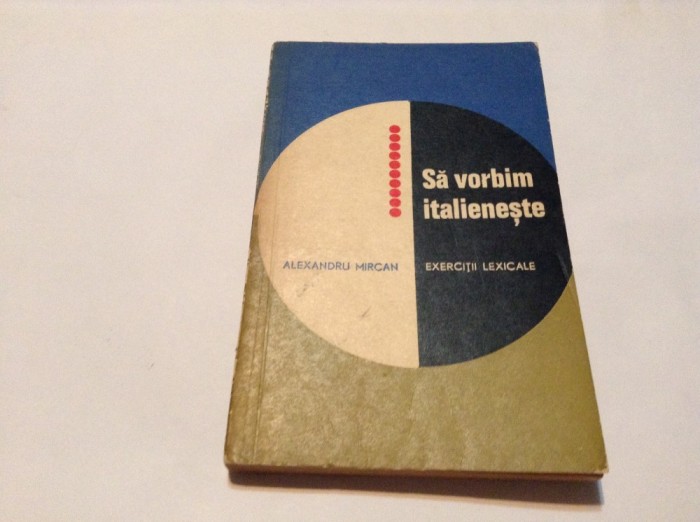 Să vorbim
italienește
ALEXANDRU MIRCAN
EXERCIȚII LEXICALE